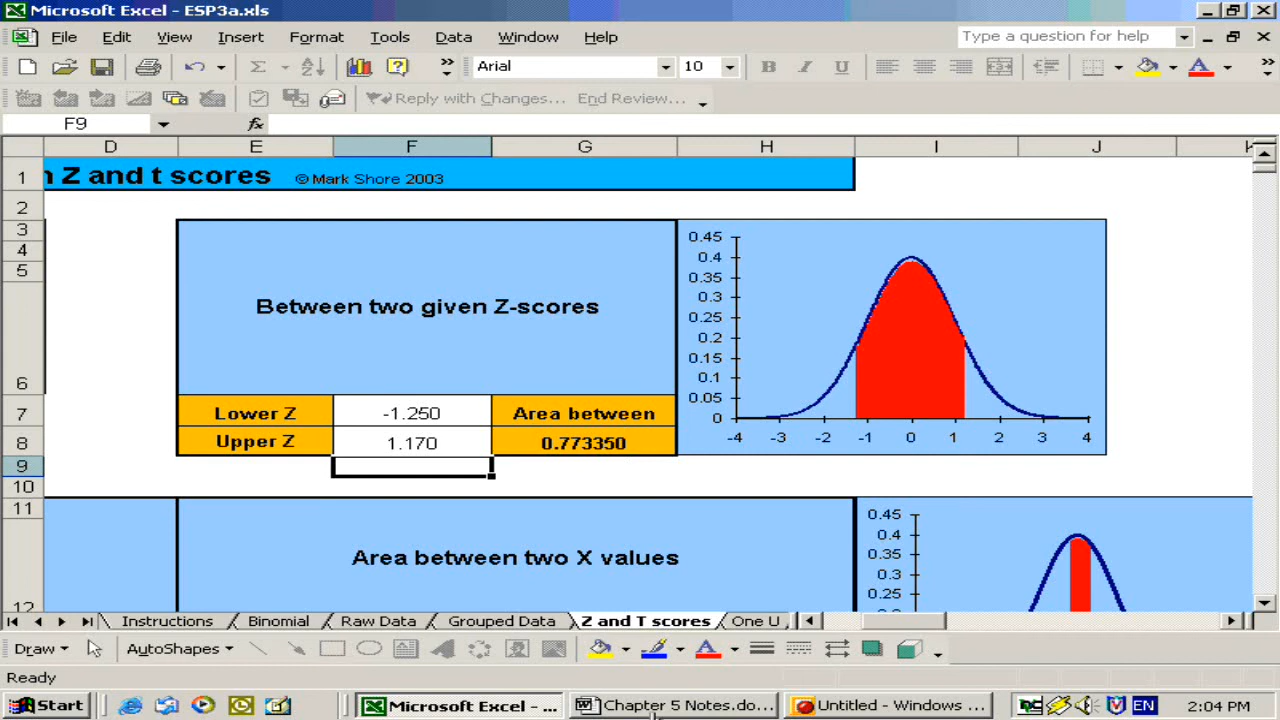 Microsoft Excel - ESP3a.xls
File Edit View Insert Format Tools Data Window Help Type a question for help
Arial 10 B I U A
Reply with Changes... End Review...
F9 fx
D E F G H I J
1 Z and t scores © Mark Shore 2003
2
3
4
5
6
Between two given Z-scores
7 Lower Z -1.250 Area between
8 Upper Z 1.170 0.773350
9
10
0.45
0.4
0.35
0.3
0.25
0.2
0.15
0.1
0.05
0
-4 -3 -2 -1 0 1 2 3 4
11
12
Area between two X values
0.45
0.4
0.35
0.3
0.25
Instructions Binomial Raw Data Grouped Data Z and T scores One U
Draw AutoShapes A
Ready
Start Microsoft Excel - ... Chapter 5 Notes.do... Untitled - Windows ... EN 2:04 PM